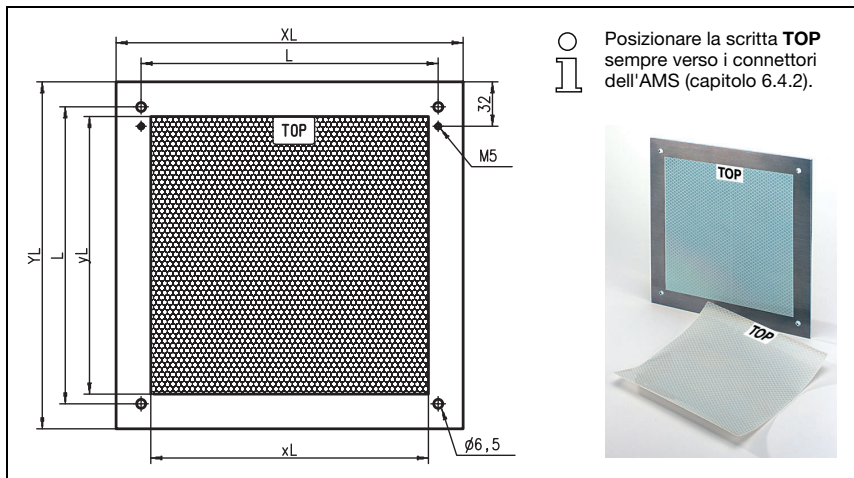 XL
L
TOP
32
M5
YL
L
yL
xL
ø6,5
Posizionare la scritta TOP
sempre verso i connettori
dell'AMS (capitolo 6.4.2).
TOP
TOP